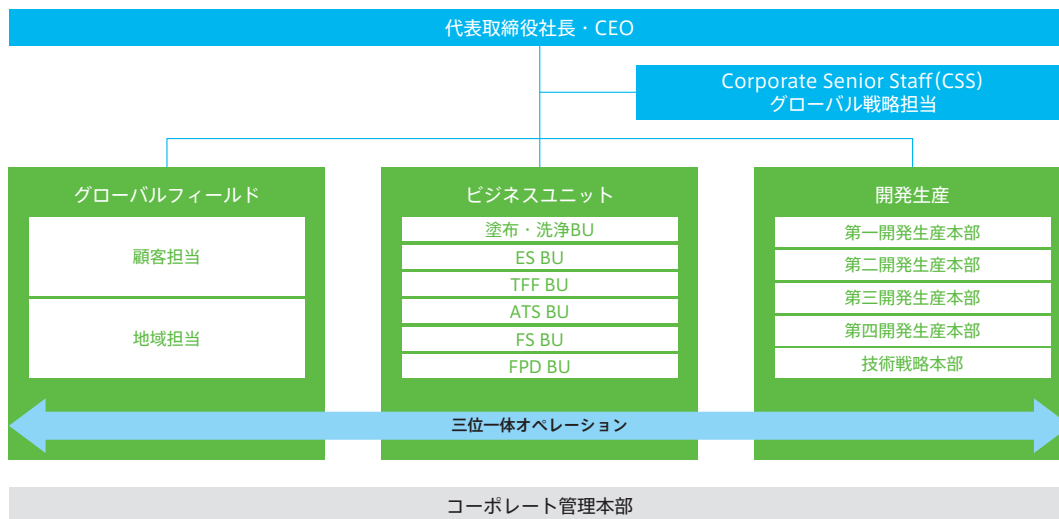 代表取締役社長・CEO
Corporate Senior Staff(CSS)
グローバル戦略担当
グローバルフィールド
顧客担当
地域担当
ビジネスユニット
塗布・洗浄BU
ES BU
TFF BU
ATS BU
FS BU
FPD BU
開発生産
第一開発生産本部
第二開発生産本部
第三開発生産本部
第四開発生産本部
技術戦略本部
三位一体オペレーション
コーポレート管理本部